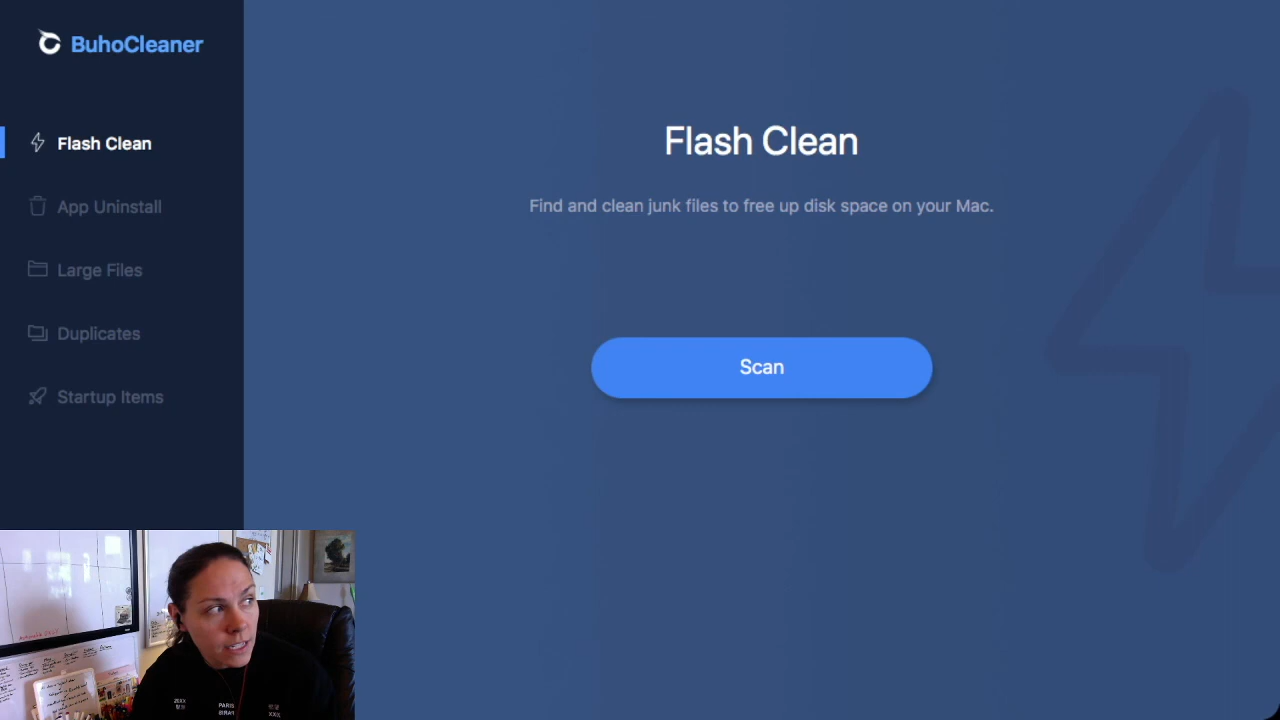 BuhoCleaner
Flash Clean
App Uninstall
Large Files
Duplicates
Startup Items
Flash Clean
Find and clean junk files to free up disk space on your Mac.
Scan
PARIS